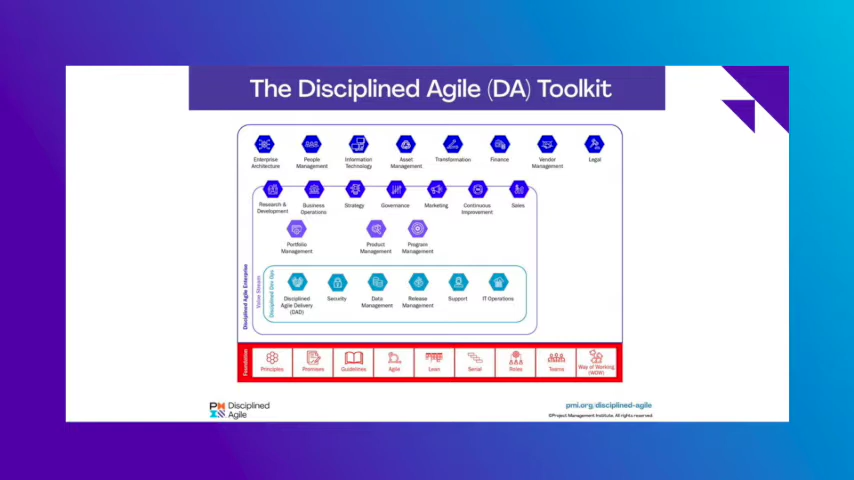 The Disciplined Agile (DA) Toolkit
Enterprise Architecture
People Management
Information Technology
Asset Management
Transformation
Finance
Vendor Management
Legal
Research & Development
Business Operations
Strategy
Governance
Marketing
Continuous Improvement
Sales
Portfolio Management
Product Management
Program Management
Disciplined Agile Enterprise
Value Stream
Disciplined Dev Ops
Disciplined Agile Delivery (DAD)
Security
Data Management
Release Management
Support
IT Operations
Foundation
Principles
Promises
Guidelines
Agile
Lean
Serial
Roles
Teams
Way of Working (WOW)
PMI Disciplined Agile
pmi.org/disciplined-agile
©Project Management Institute. All rights reserved.